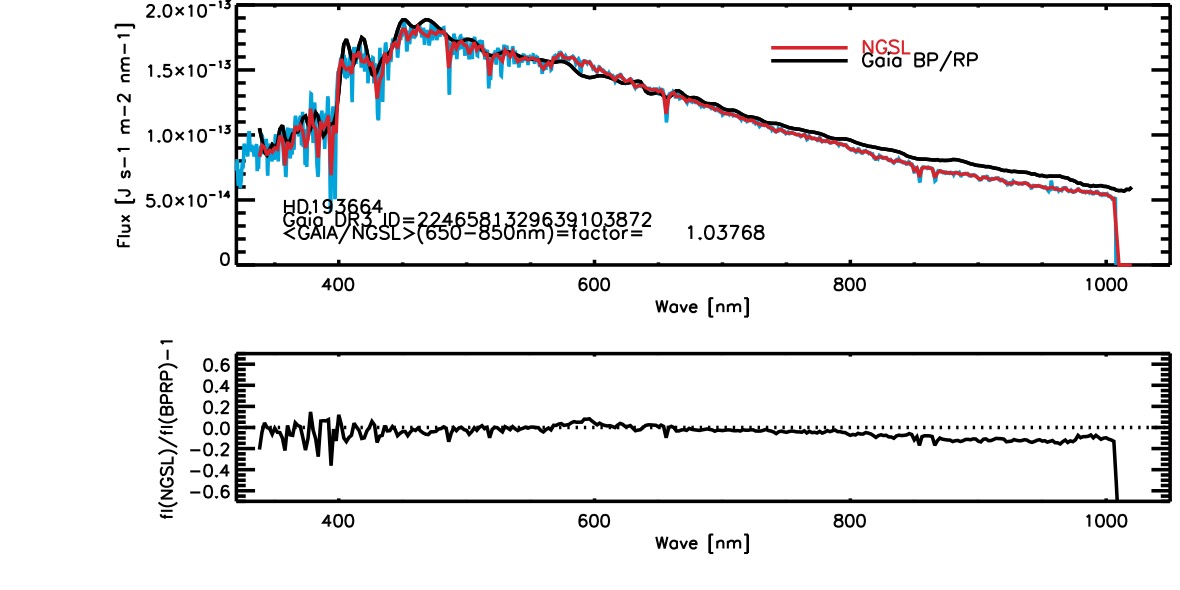 2.0×10−13
1.5×10−13
1.0×10−13
5.0×10−14
0
Flux [J s−1 m−2 nm−1]
NGSL
Gaia BP/RP
HD193664
Gaia DR3 ID=2246581329639103872
<GAIA/NGSL>(650−850nm)=factor= 1.03768
400 600 800 1000
Wave [nm]
fl(NGSL)/fl(BPRP)−1
0.6
0.4
0.2
0.0
−0.2
−0.4
−0.6
400 600 800 1000
Wave [nm]